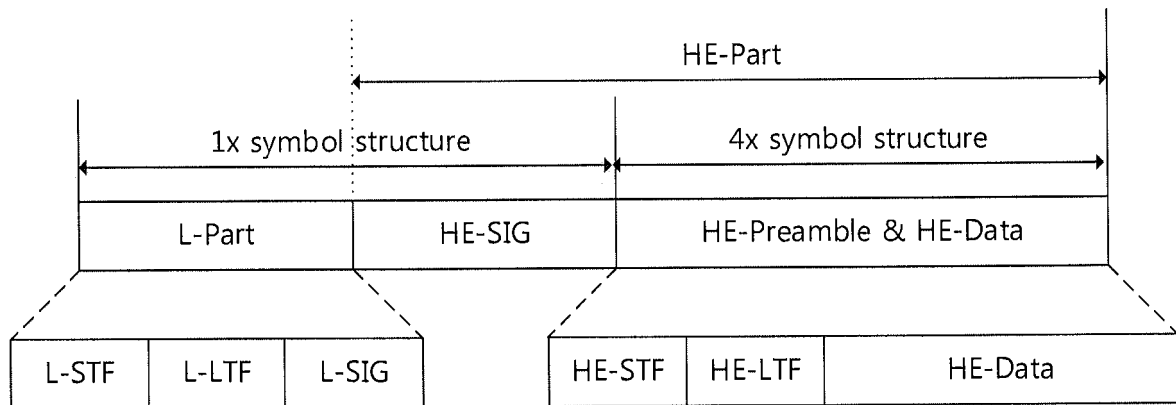 HE-Part
1x symbol structure
4x symbol structure
L-Part
HE-SIG
HE-Preamble & HE-Data
L-STF
L-LTF
L-SIG
HE-STF
HE-LTF
HE-Data